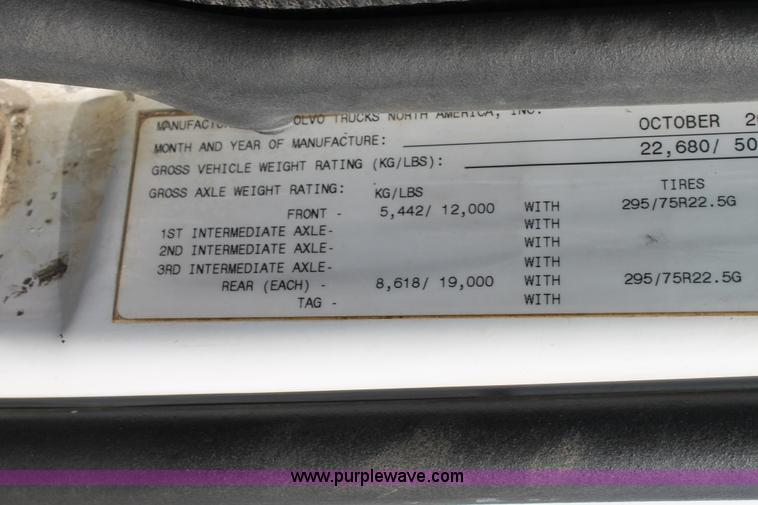 MANUFACTU OLVO TRUCKS NORTH AMERICA, INC.
MONTH AND YEAR OF MANUFACTURE: OCTOBER 20
GROSS VEHICLE WEIGHT RATING (KG/LBS): 22,680/ 50
GROSS AXLE WEIGHT RATING: KG/LBS TIRES
FRONT - 5,442/ 12,000 WITH 295/75R22.5G
1ST INTERMEDIATE AXLE- WITH
2ND INTERMEDIATE AXLE- WITH
3RD INTERMEDIATE AXLE- WITH
REAR (EACH) - 8,618/ 19,000 WITH 295/75R22.5G
TAG - WITH
www.purplewave.com